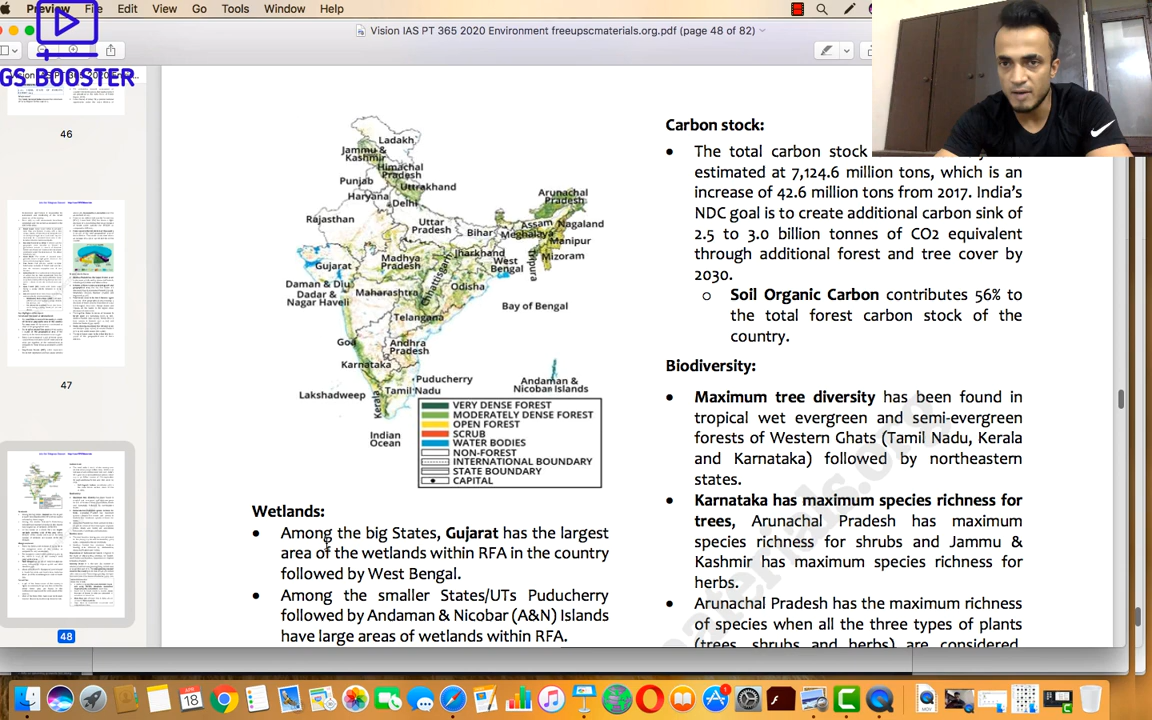 Preview File Edit View Go Tools Window Help
GS BOOSTER
Vision IAS PT 365 2020 Environment freeupscmaterials.org.pdf (page 48 of 82)
46
47
48
Ladakh
Jammu &
Kashmir
Himachal
Pradesh
Punjab
Uttrakhand
Haryana
Delhi
Arunachal
Pradesh
Rajasthan
Uttar
Pradesh
Bihar
Assam
Nagaland
Meghalaya
Manipur
Mizoram
Gujarat
Madhya
Pradesh
Jharkhand
West
Bengal
Daman & Diu
Dadar &
Nagar Haveli
Maharashtra
Odisha
Bay of Bengal
Telangana
Goa
Andhra
Pradesh
Karnataka
Puducherry
Andaman &
Nicobar Islands
Lakshadweep
Kerala
Tamil Nadu
Indian
Ocean
VERY DENSE FOREST
MODERATELY DENSE FOREST
OPEN FOREST
SCRUB
WATER BODIES
NON-FOREST
INTERNATIONAL BOUNDARY
STATE BOUNDARY
CAPITAL
Wetlands:
• Among the big States, Gujarat has the largest
area of the wetlands within RFA in the country
followed by West Bengal.
• Among the smaller States/UTs Puducherry
followed by Andaman & Nicobar (A&N) Islands
have large areas of wetlands within RFA.
Carbon stock:
• The total carbon stock
estimated at 7,124.6 million tons, which is an
increase of 42.6 million tons from 2017. India's
NDC goal is to create additional carbon sink of
2.5 to 3.0 billion tonnes of CO2 equivalent
through additional forest and tree cover by
2030.
o Soil Organic Carbon contributes 56% to
the total forest carbon stock of the
country.
Biodiversity:
• Maximum tree diversity has been found in
tropical wet evergreen and semi-evergreen
forests of Western Ghats (Tamil Nadu, Kerala
and Karnataka) followed by northeastern
states.
• Karnataka has maximum species richness for
trees, Arunachal Pradesh has maximum
species richness for shrubs and Jammu &
Kashmir has maximum species richness for
herbs.
• Arunachal Pradesh has the maximum richness
of species when all the three types of plants
(trees, shrubs and herbs) are considered,
APR
18